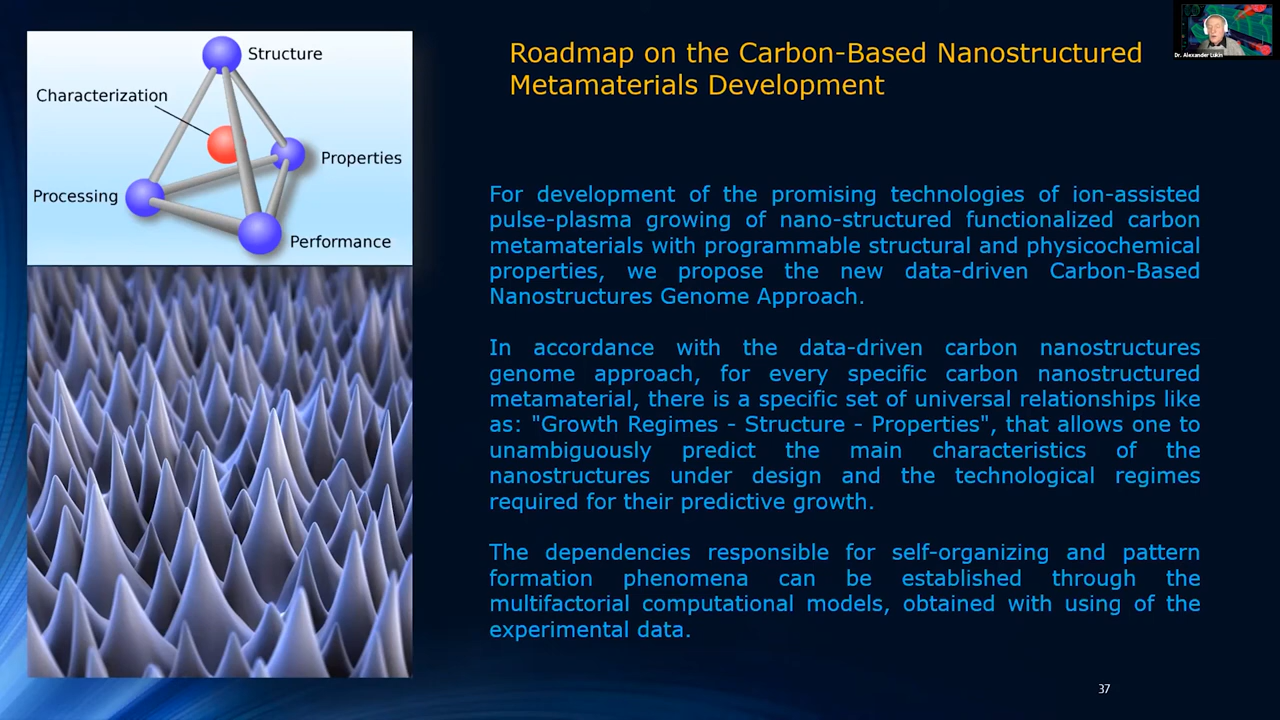 Structure
Characterization
Properties
Processing
Performance
Roadmap on the Carbon-Based Nanostructured
Metamaterials Development
Dr. Alexander Lukin
For development of the promising technologies of ion-assisted
pulse-plasma growing of nano-structured functionalized carbon
metamaterials with programmable structural and physicochemical
properties, we propose the new data-driven Carbon-Based
Nanostructures Genome Approach.
In accordance with the data-driven carbon nanostructures
genome approach, for every specific carbon nanostructured
metamaterial, there is a specific set of universal relationships like
as: "Growth Regimes - Structure - Properties", that allows one to
unambiguously predict the main characteristics of the
nanostructures under design and the technological regimes
required for their predictive growth.
The dependencies responsible for self-organizing and pattern
formation phenomena can be established through the
multifactorial computational models, obtained with using of the
experimental data.
37